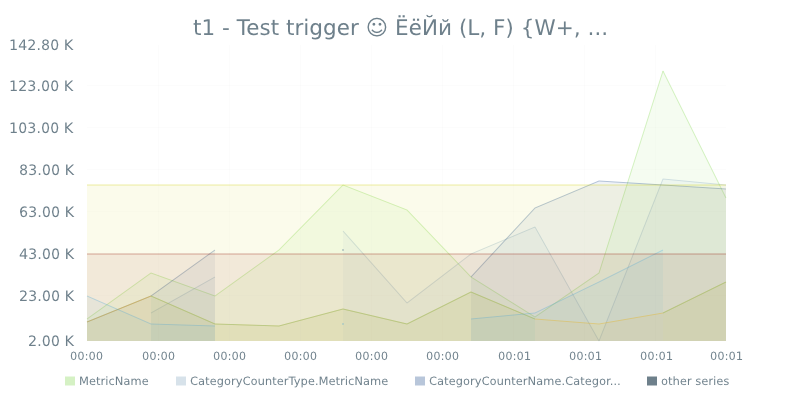 t1 - Test trigger ☺ ЁёЙй (L, F) {W+, ...
142.80 K
123.00 K
103.00 K
83.00 K
63.00 K
43.00 K
23.00 K
2.00 K
00:00 00:00 00:00 00:00 00:00 00:00 00:01 00:01 00:01 00:01
MetricName CategoryCounterType.MetricName CategoryCounterName.Categor... other series